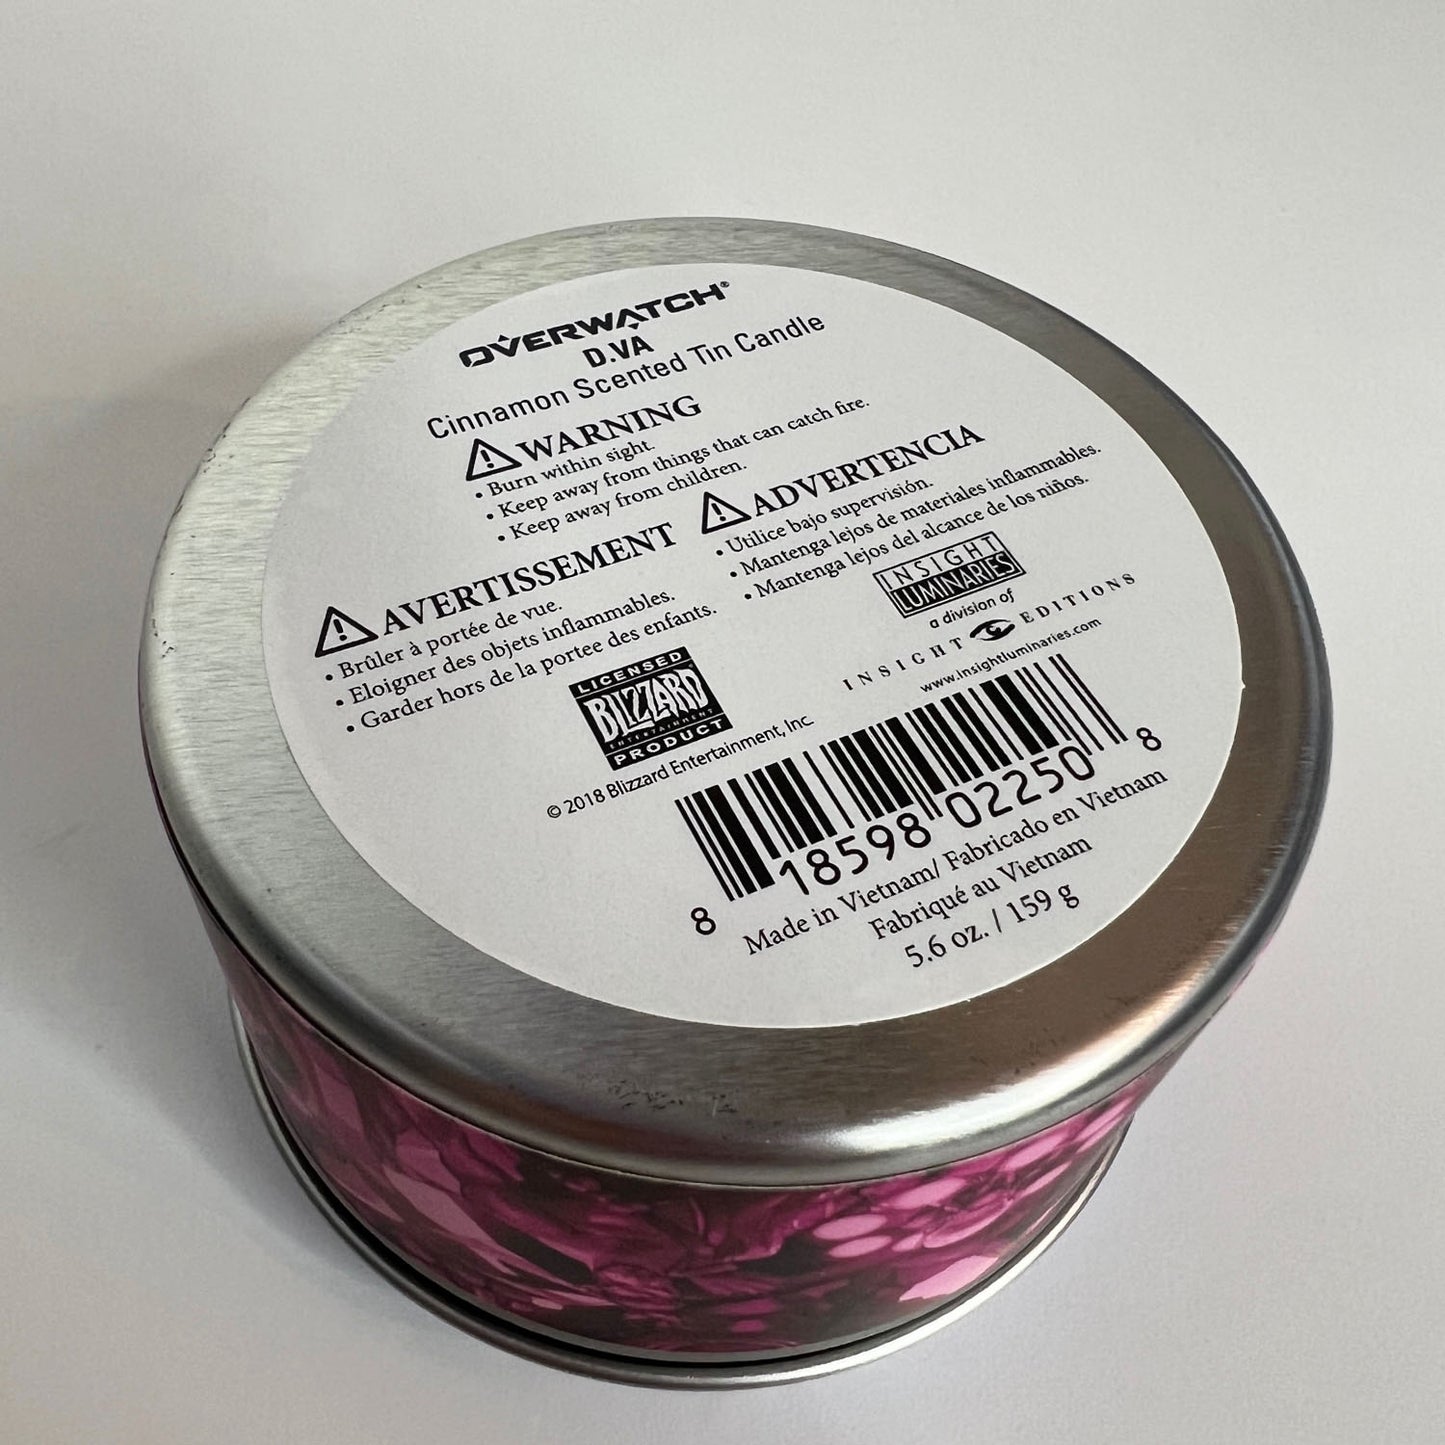 OVERWATCH®
D.VA
Cinnamon Scented Tin Candle
WARNING
• Burn within sight.
• Keep away from things that can catch fire.
• Keep away from children.
AVERTISSEMENT
• Brûler à portée de vue.
• Eloigner des objets inflammables.
• Garder hors de la portee des enfants.
ADVERTENCIA
• Utilice bajo supervisión.
• Mantenga lejos de materiales inflammables.
• Mantenga lejos del alcance de los niños.
LICENSED
BLIZZARD
ENTERTAINMENT
PRODUCT
© 2018 Blizzard Entertainment, Inc.
INSIGHT
LUMINARIES
a division of
INSIGHT EDITIONS
www.insightluminaries.com
8 18598 02250 8
Made in Vietnam/ Fabricado en Vietnam
Fabriqué au Vietnam
5.6 oz. / 159 g